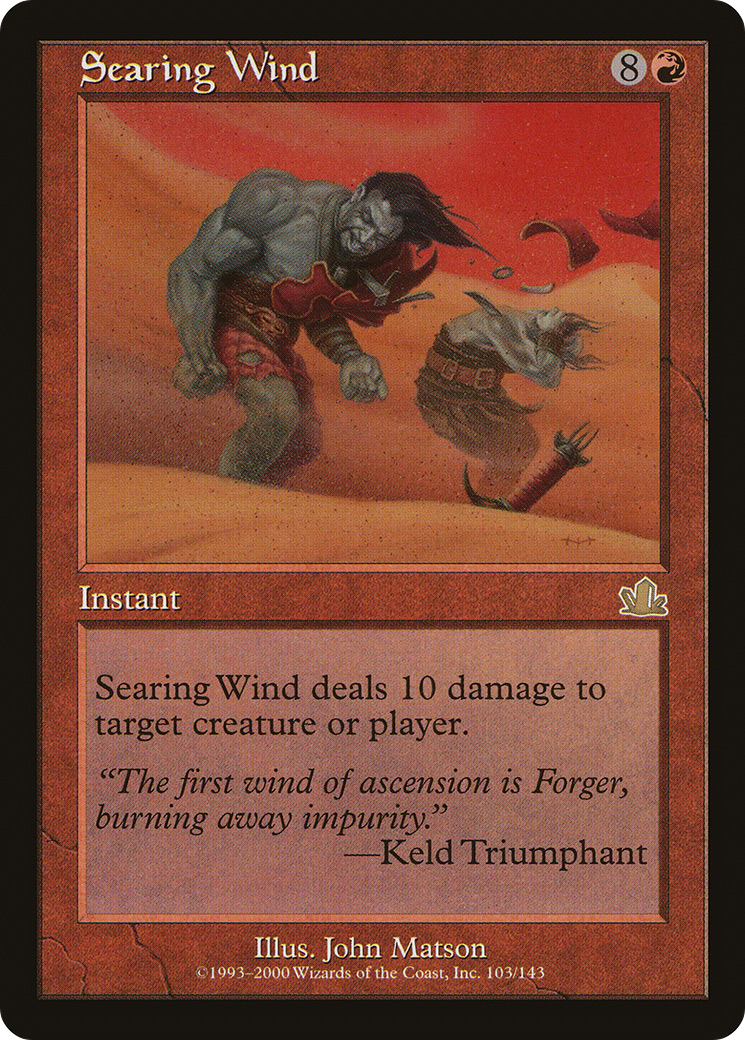 Searing Wind 8
Instant
Searing Wind deals 10 damage to
target creature or player.
“The first wind of ascension is Forger,
burning away impurity.”
—Keld Triumphant
Illus. John Matson
©1993–2000 Wizards of the Coast, Inc. 103/143